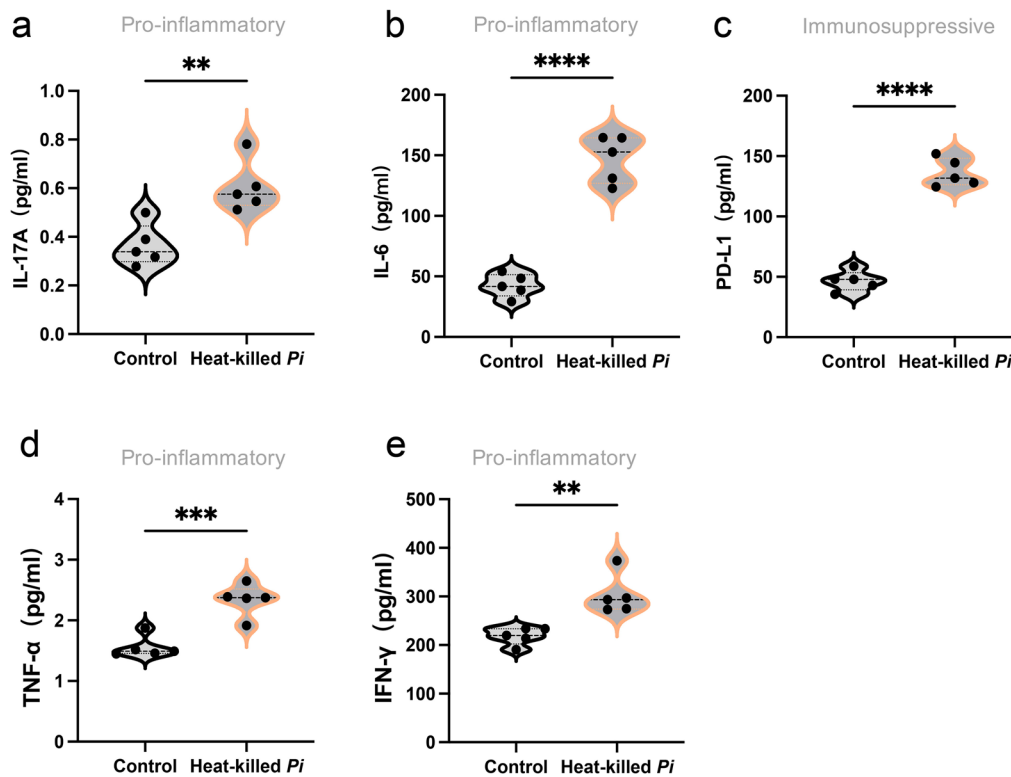 a
Pro-inflammatory
**
IL-17A (pg/ml)
1.0
0.8
0.6
0.4
0.2
0.0
Control
Heat-killed Pi
b
Pro-inflammatory
****
IL-6 (pg/ml)
200
150
100
50
0
Control
Heat-killed Pi
c
Immunosuppressive
****
PD-L1 (pg/ml)
200
150
100
50
0
Control
Heat-killed Pi
d
Pro-inflammatory
***
TNF-α (pg/ml)
4
3
2
1
0
Control
Heat-killed Pi
e
Pro-inflammatory
**
IFN-γ (pg/ml)
500
400
300
200
100
0
Control
Heat-killed Pi